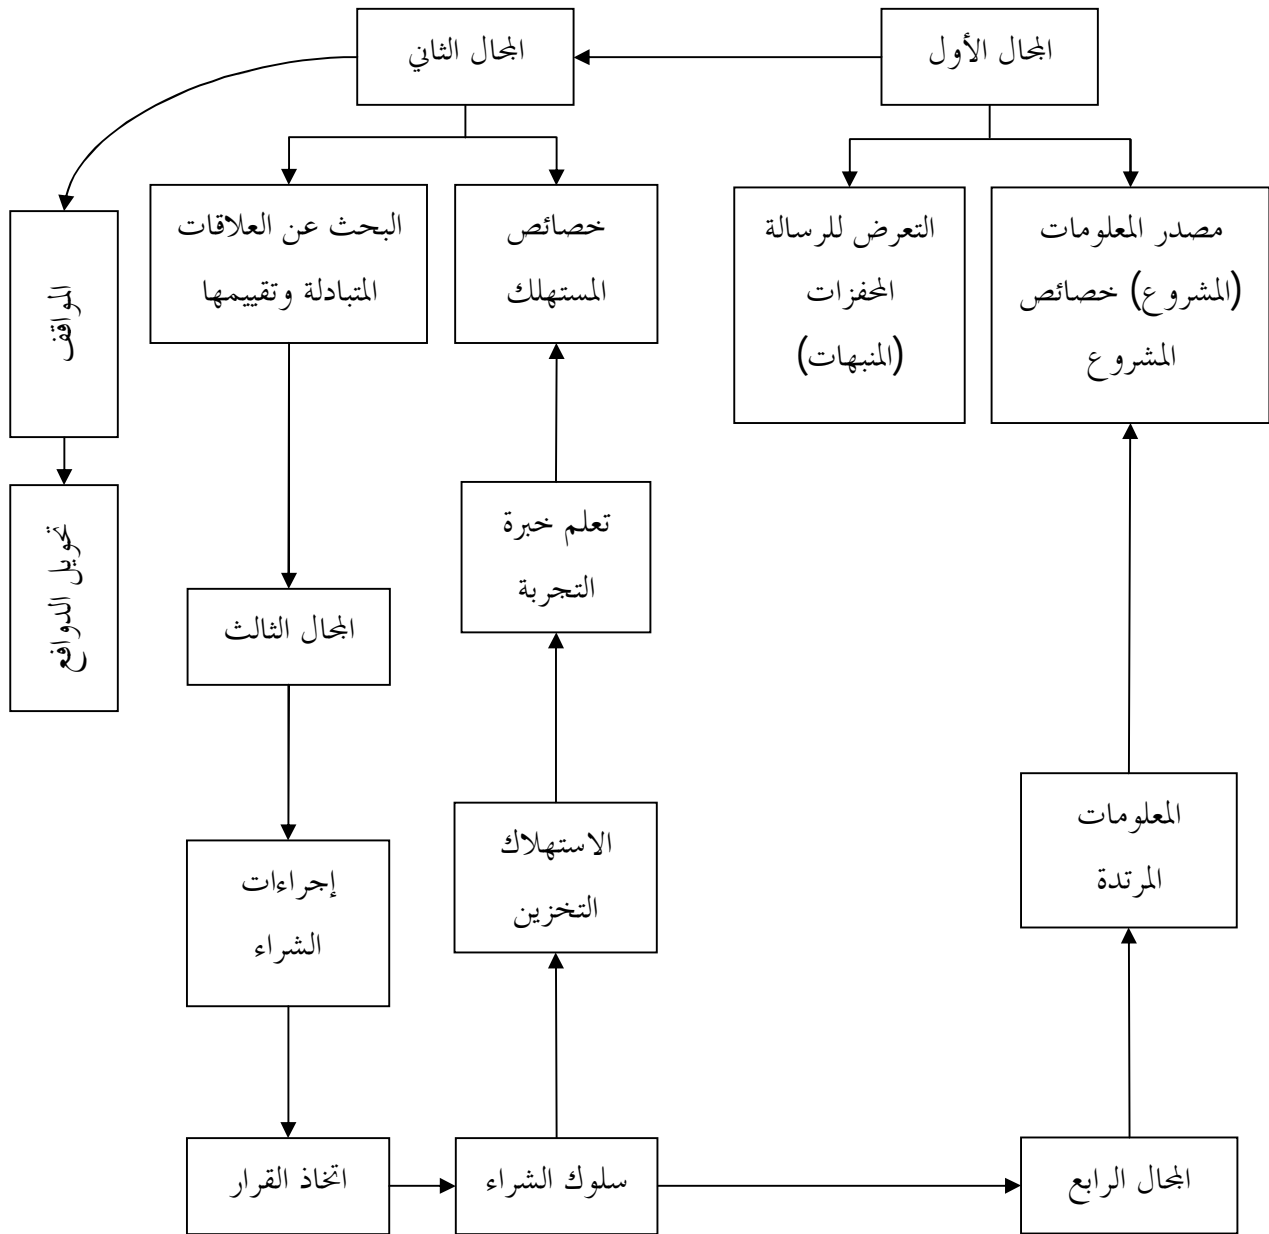 المجال الأول
المجال الثاني
مصدر المعلومات
(المشروع) خصائص
المشروع
التعرض للرسالة
المحفزات
(المنبهات)
خصائص
المستهلك
البحث عن العلاقات
المتبادلة وتقييمها
المواقف
تحويل الدوافع
تعلم خبرة
التجربة
المجال الثالث
المعلومات
المرتدة
الاستهلاك
التخزين
إجراءات
الشراء
المجال الرابع
سلوك الشراء
اتخاذ القرار